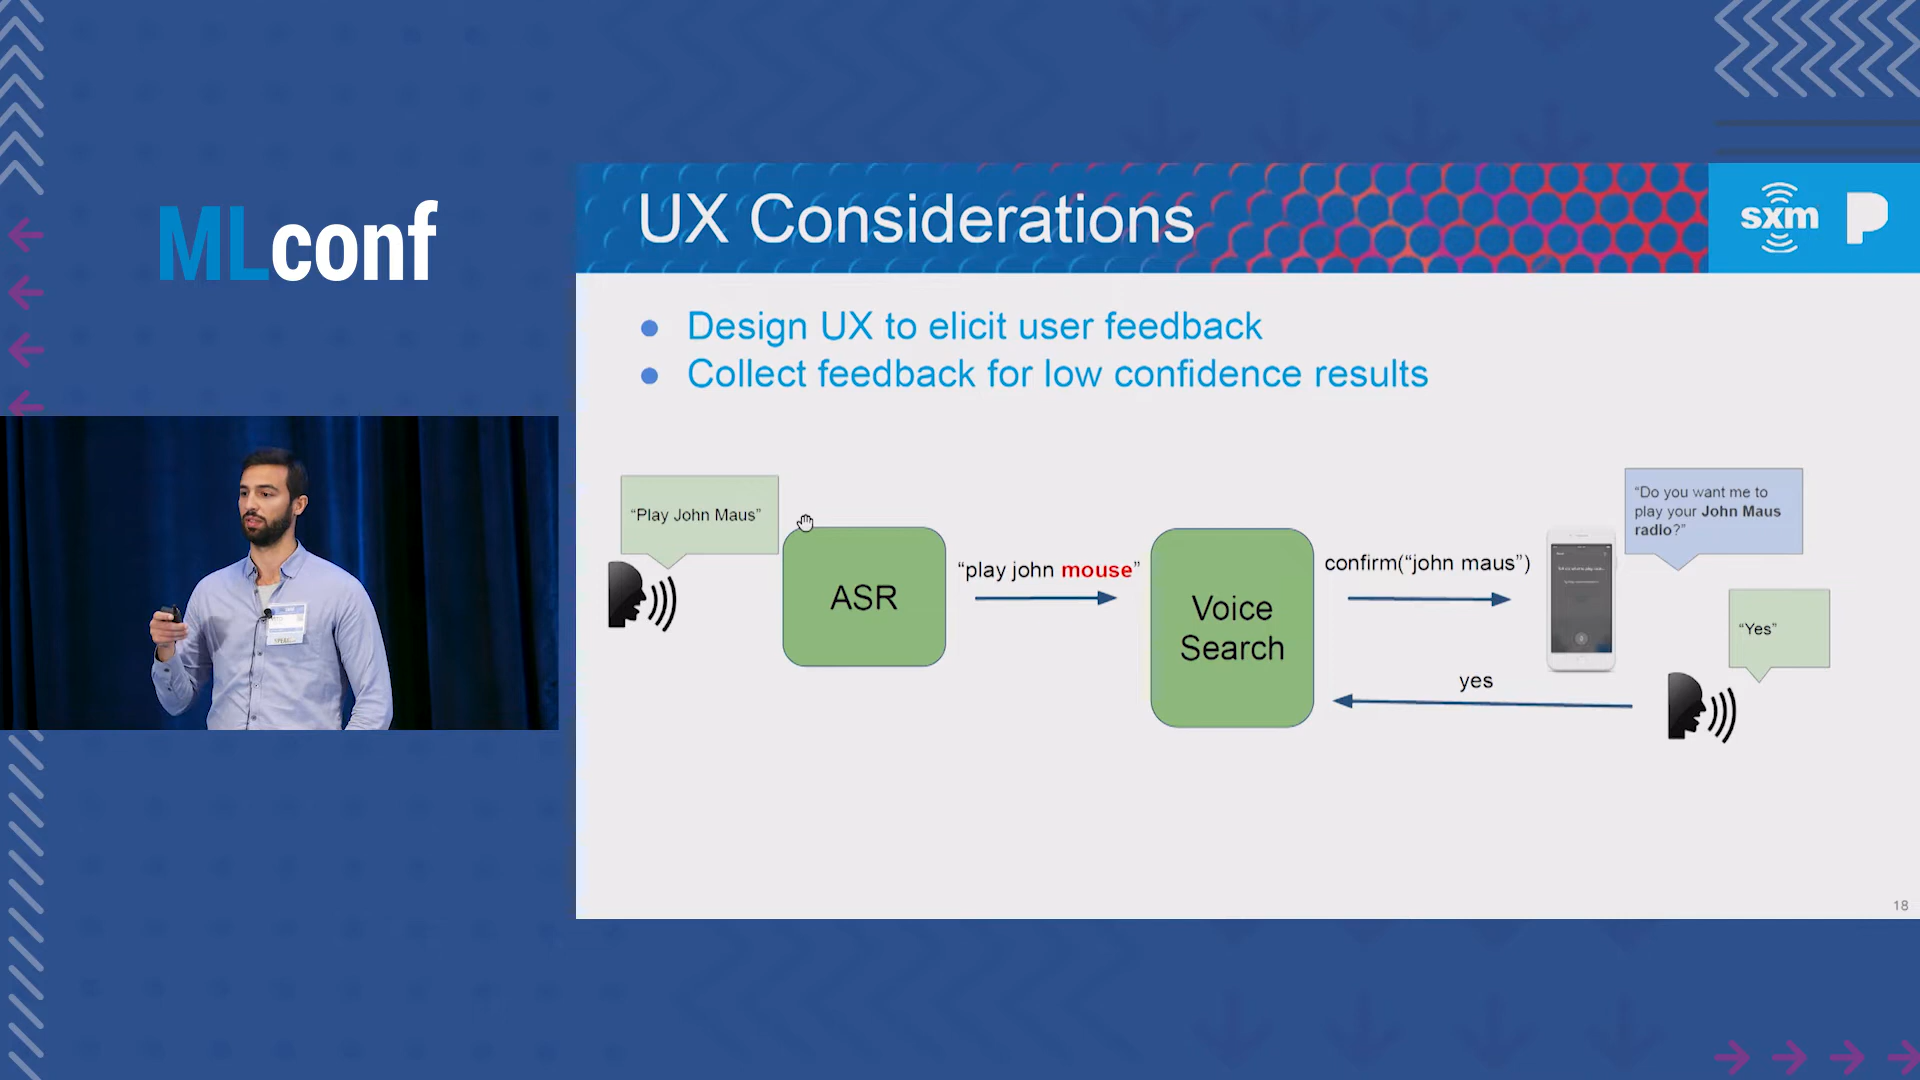 MLconf
UX Considerations
sxm
Design UX to elicit user feedback
Collect feedback for low confidence results
“Play John Maus”
ASR
“play john mouse”
Voice
Search
confirm(“john maus”)
“Do you want me to
play your John Maus
radio?”
“Yes”
yes
18